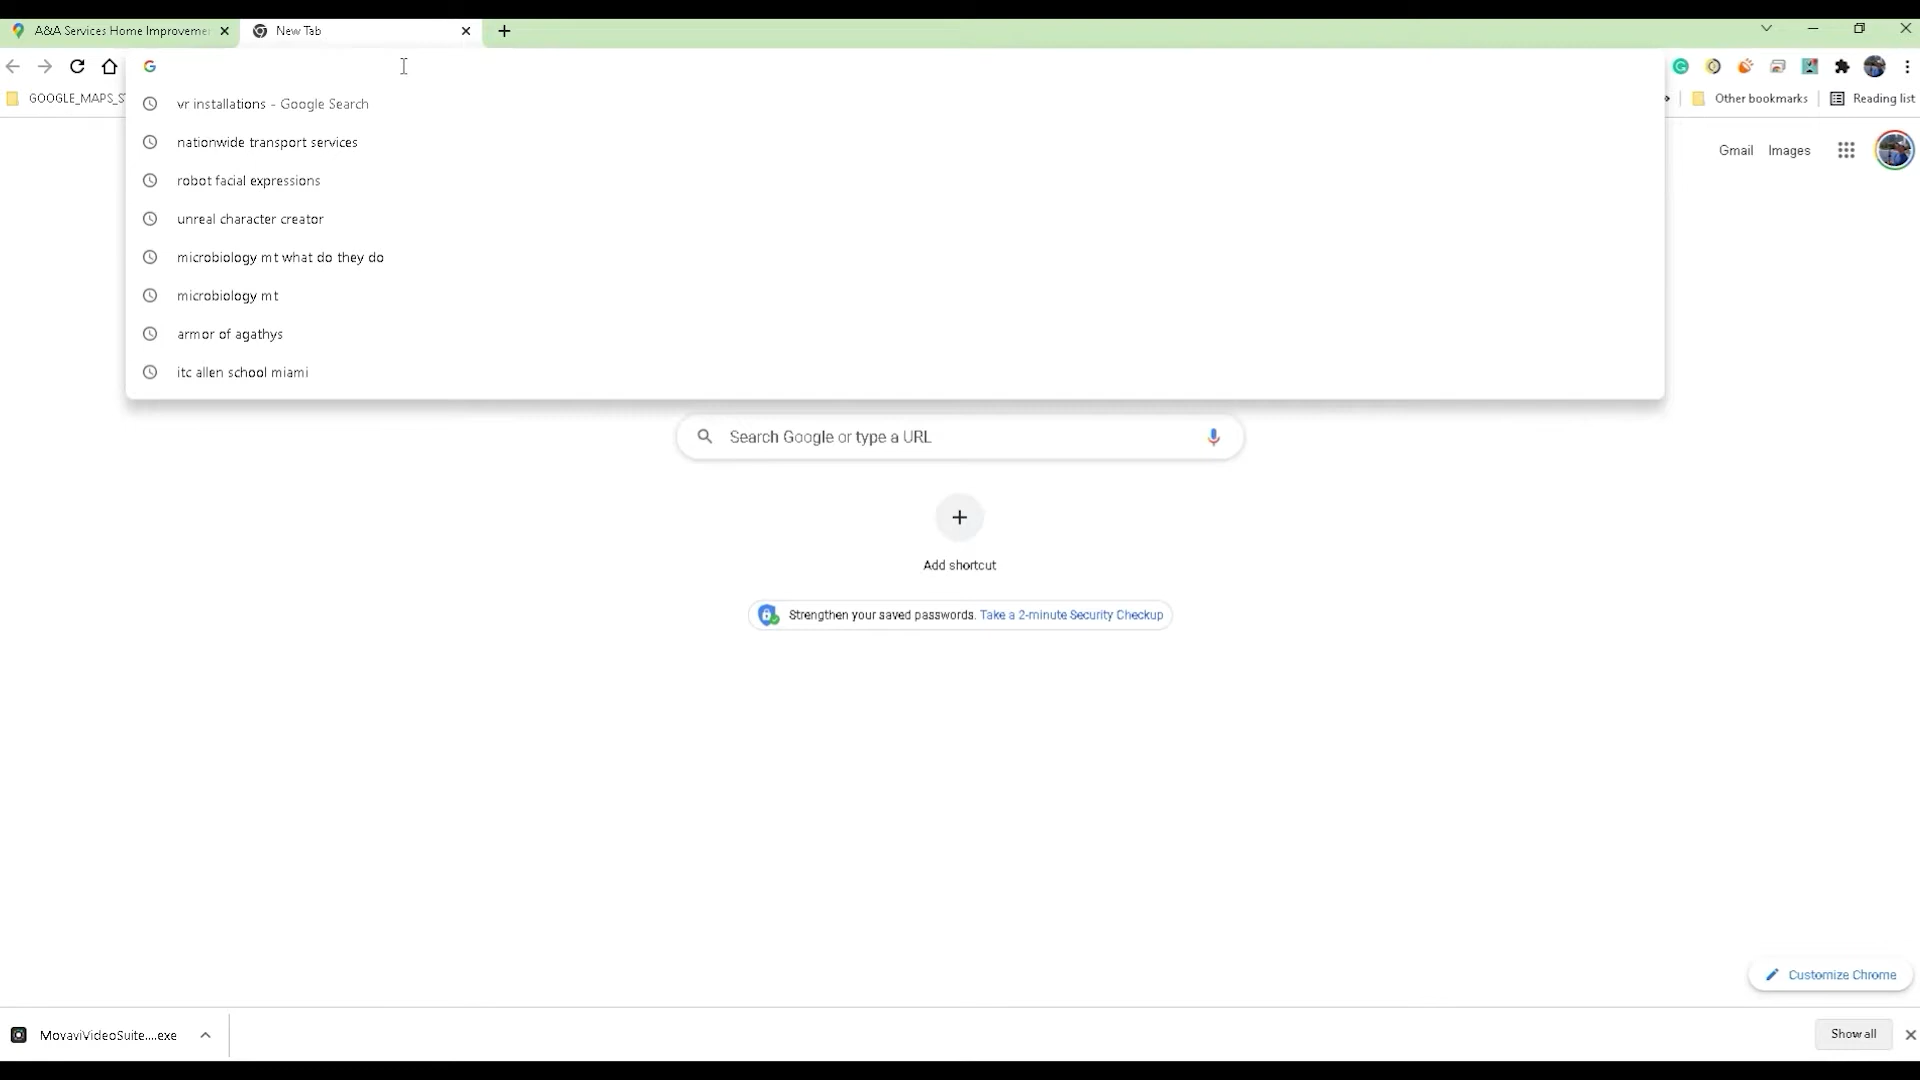 A&A Services Home Improveme
New Tab
GOOGLE_MAPS_S
Other bookmarks
Reading list
vr installations - Google Search
nationwide transport services
robot facial expressions
unreal character creator
microbiology mt what do they do
microbiology mt
armor of agathys
itc allen school miami
Gmail
Images
Search Google or type a URL
Add shortcut
Strengthen your saved passwords. Take a 2-minute Security Checkup
Customize Chrome
MovaviVideoSuite....exe
Show all